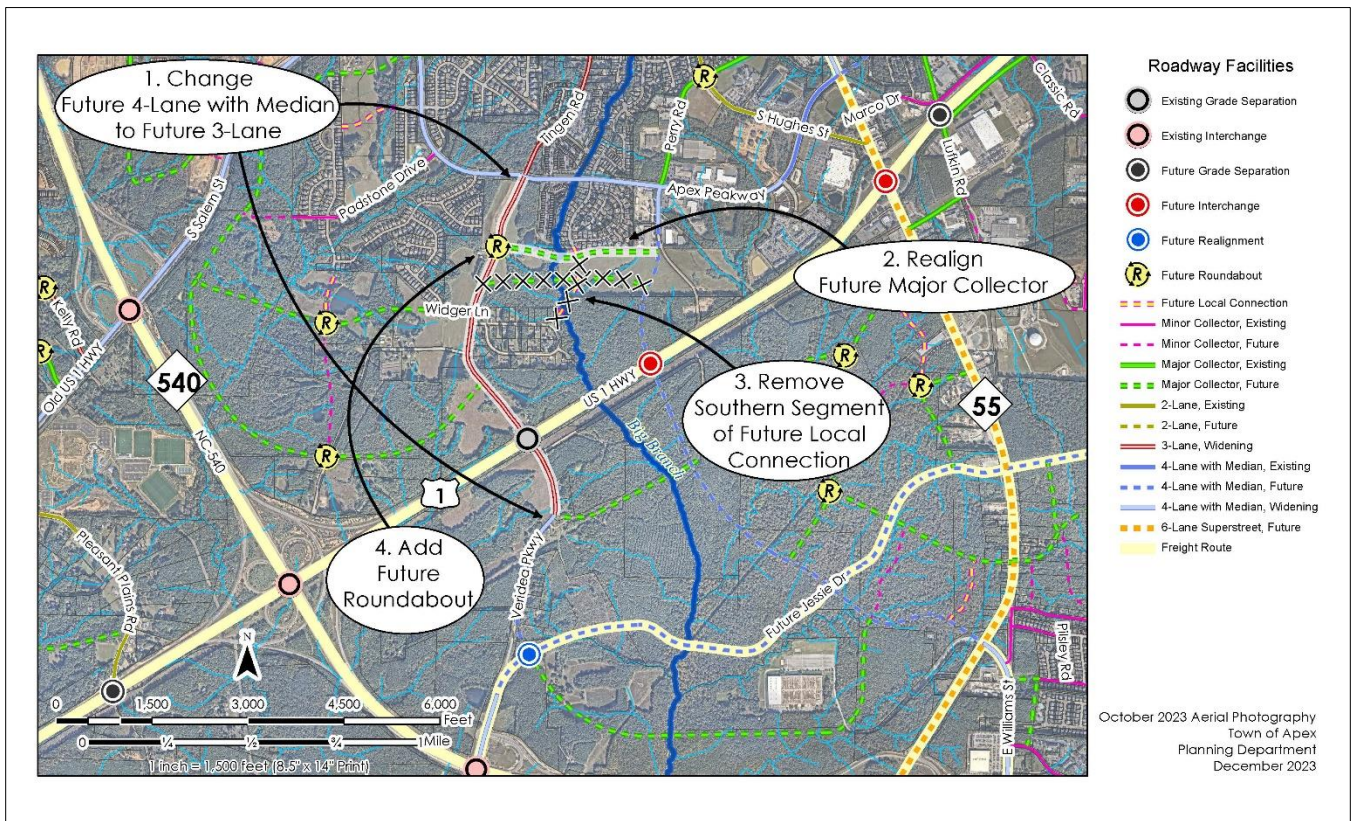 1. Change
Future 4-Lane with Median
to Future 3-Lane
2. Realign
Future Major Collector
3. Remove
Southern Segment
of Future Local
Connection
4. Add
Future
Roundabout
Tingen Rd
Perry Rd
S Hughes St
Marco Dr
Classic Rd
Lufkin Rd
Padstone Drive
Apex Peakway
S Salem St
R
R
Widger Ln
R
R
Kelly Rd
R
R
Old US 1 HWY
540
NC-540
US 1 HWY
R
R
55
R
1
Big Branch
R
Veridea Pkwy
Pleasant Plains Rd
Future Jessie Dr
Pilsley Rd
E Williams St
N
0 1,500 3,000 4,500 6,000
Feet
0 ¼ ½ ¾ 1
Mile
1 inch = 1,500 feet (8.5" x 14" Print)
Roadway Facilities
Existing Grade Separation
Existing Interchange
Future Grade Separation
Future Interchange
Future Realignment
R Future Roundabout
Future Local Connection
Minor Collector, Existing
Minor Collector, Future
Major Collector, Existing
Major Collector, Future
2-Lane, Existing
2-Lane, Future
3-Lane, Widening
4-Lane with Median, Existing
4-Lane with Median, Future
4-Lane with Median, Widening
6-Lane Superstreet, Future
Freight Route
October 2023 Aerial Photography
Town of Apex
Planning Department
December 2023